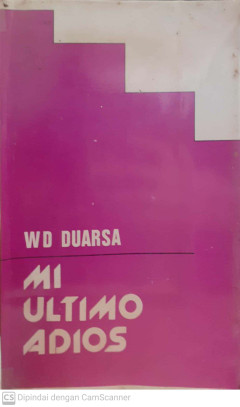 WD DUARSA
MI
ULTIMO
ADIOS
CS Dipindai dengan CamScanner